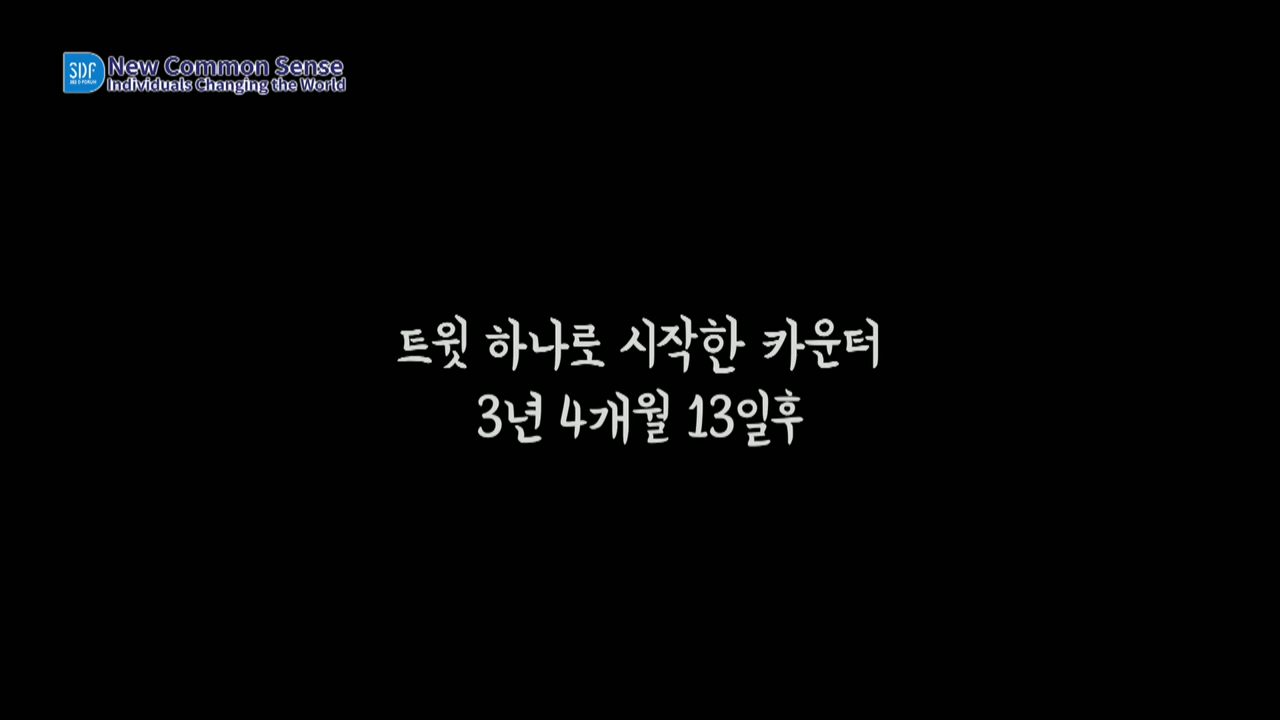 SDF
New Common Sense
Individuals Changing the World
트윗 하나로 시작한 카운터
3년 4개월 13일후